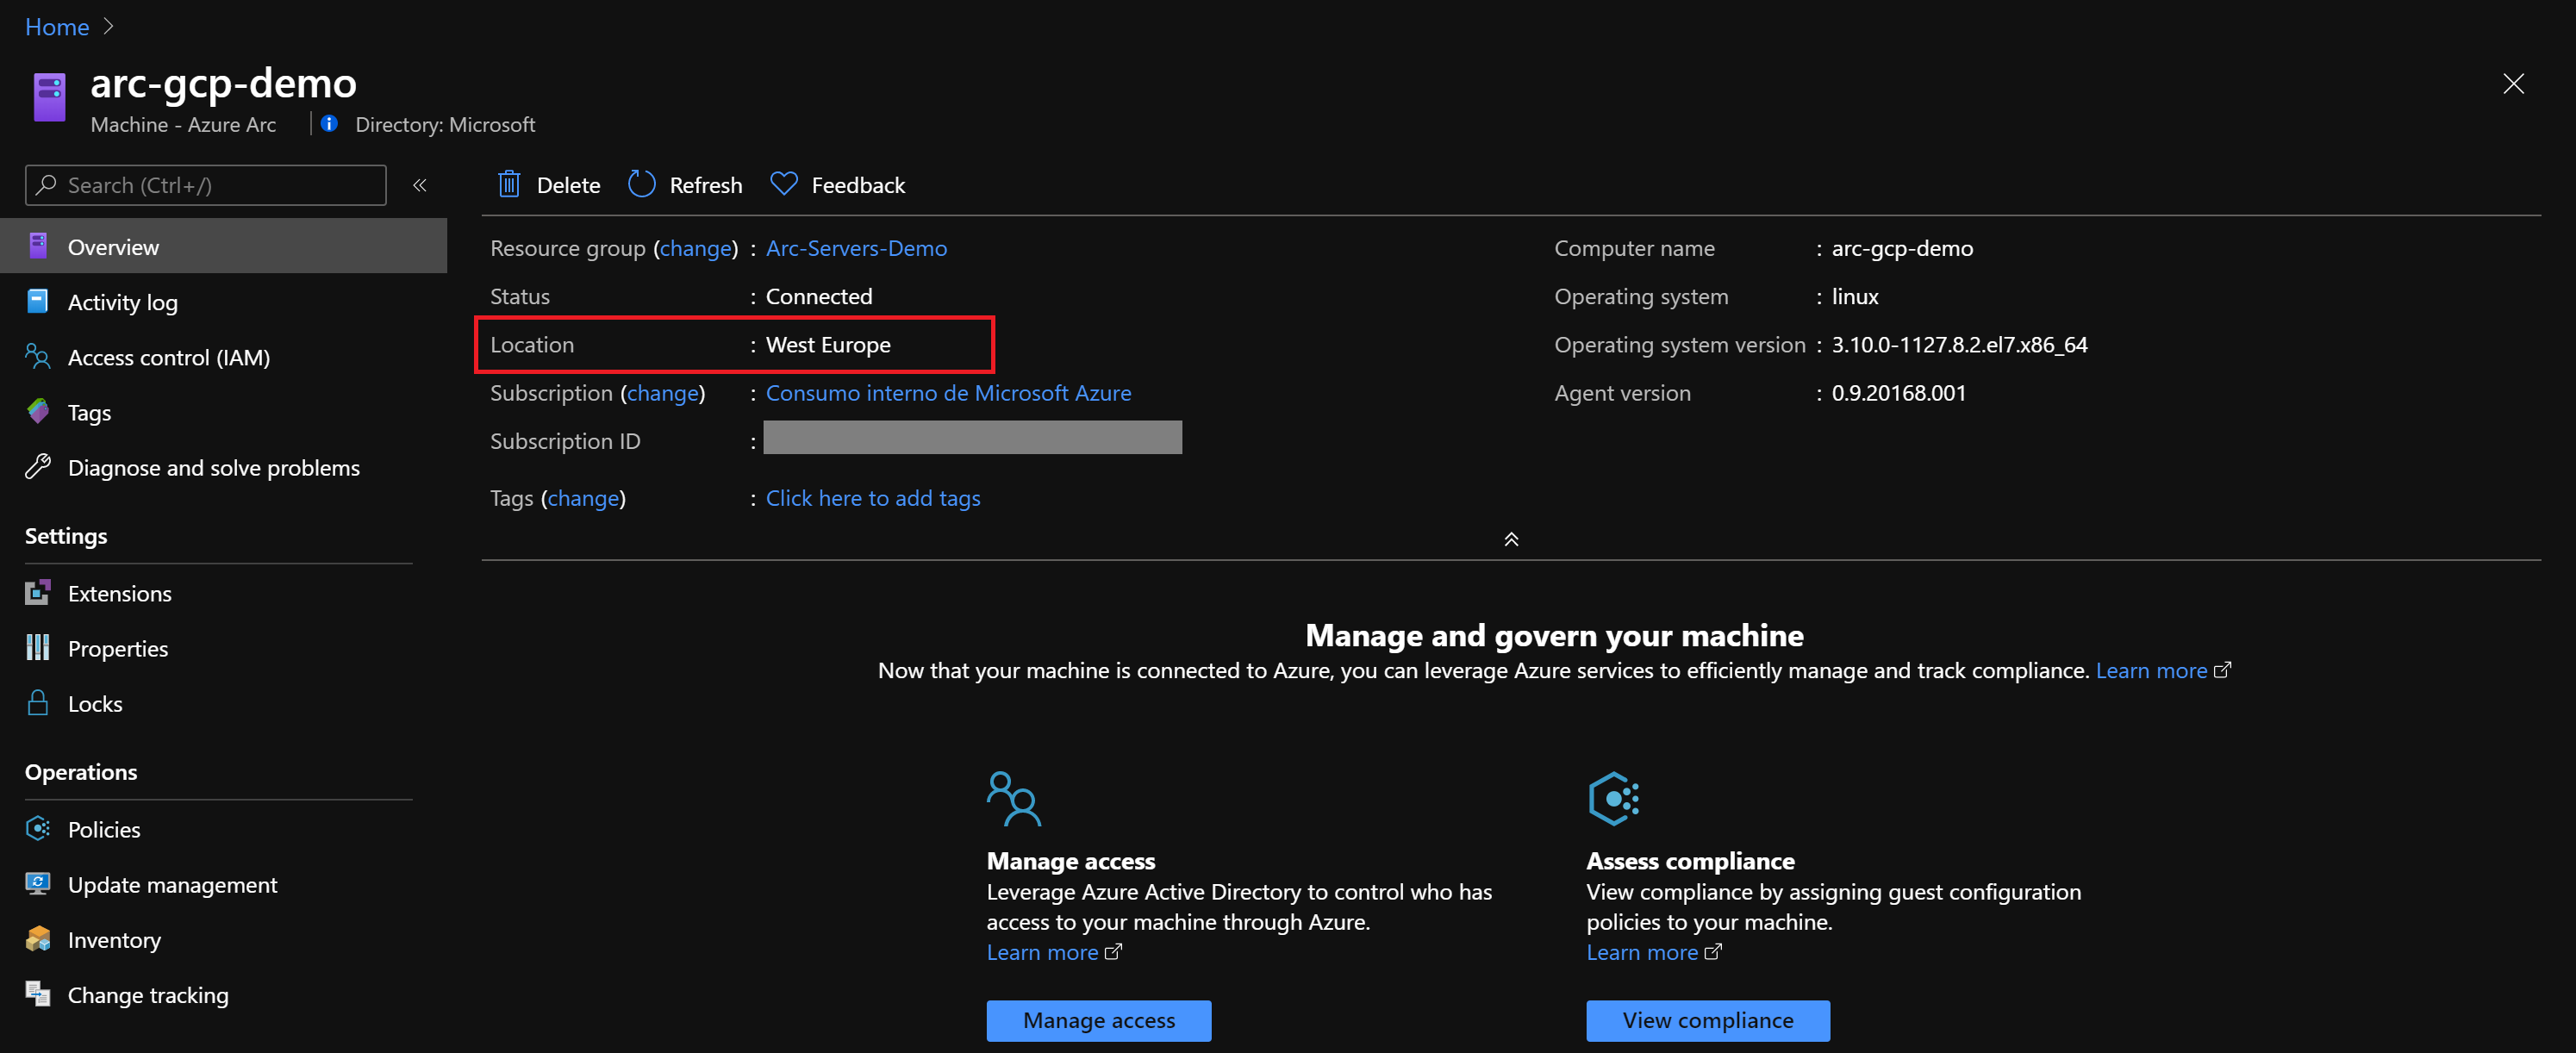 Home
arc-gcp-demo
Machine - Azure Arc
Directory: Microsoft
Search (Ctrl+/)
Overview
Activity log
Access control (IAM)
Tags
Diagnose and solve problems
Settings
Extensions
Properties
Locks
Operations
Policies
Update management
Inventory
Change tracking
Delete Refresh Feedback
Resource group (change) : Arc-Servers-Demo
Status : Connected
Location : West Europe
Subscription (change) : Consumo interno de Microsoft Azure
Subscription ID :
Tags (change) : Click here to add tags
Computer name : arc-gcp-demo
Operating system : linux
Operating system version : 3.10.0-1127.8.2.el7.x86_64
Agent version : 0.9.20168.001
Manage and govern your machine
Now that your machine is connected to Azure, you can leverage Azure services to efficiently manage and track compliance. Learn more
Manage access
Leverage Azure Active Directory to control who has
access to your machine through Azure.
Learn more
Manage access
Assess compliance
View compliance by assigning guest configuration
policies to your machine.
Learn more
View compliance